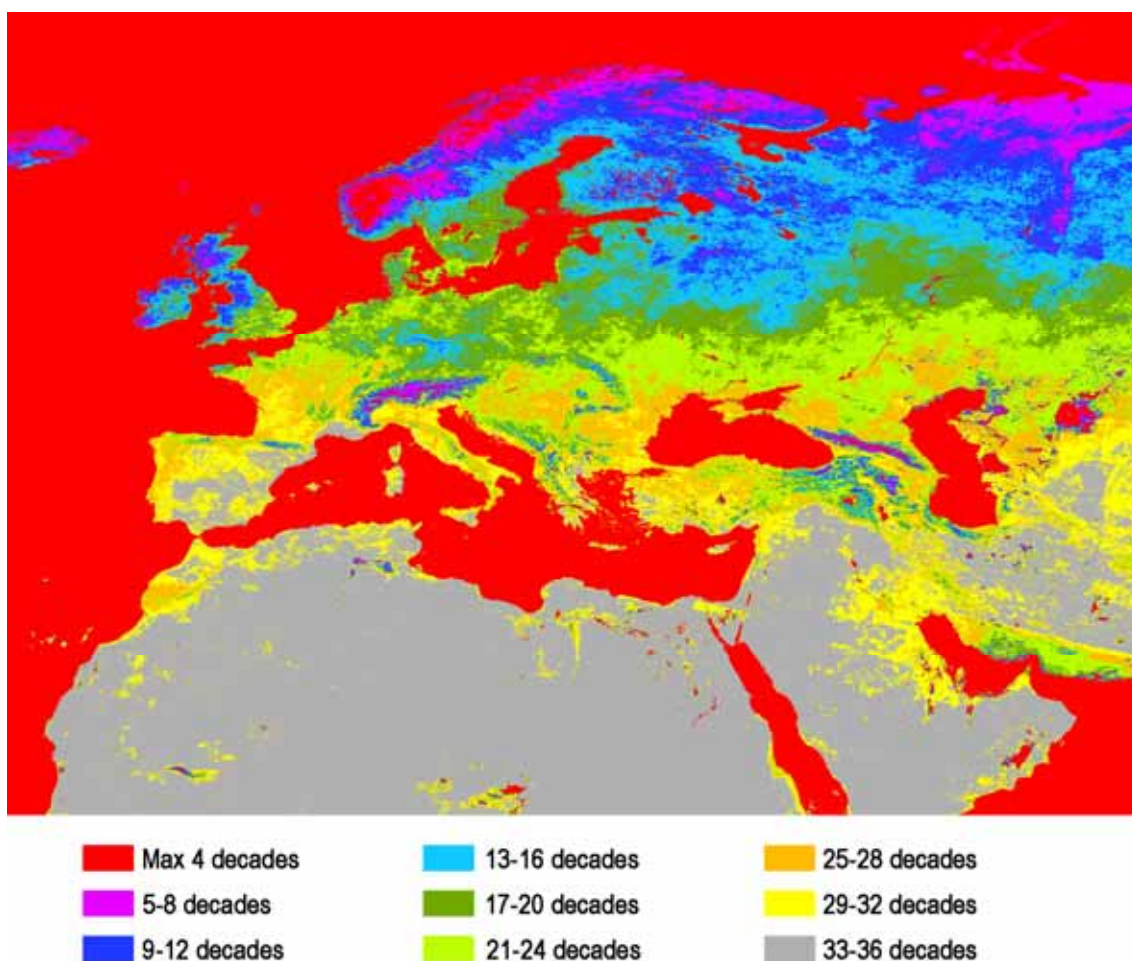 Max 4 decades
13-16 decades
25-28 decades
5-8 decades
17-20 decades
29-32 decades
9-12 decades
21-24 decades
33-36 decades